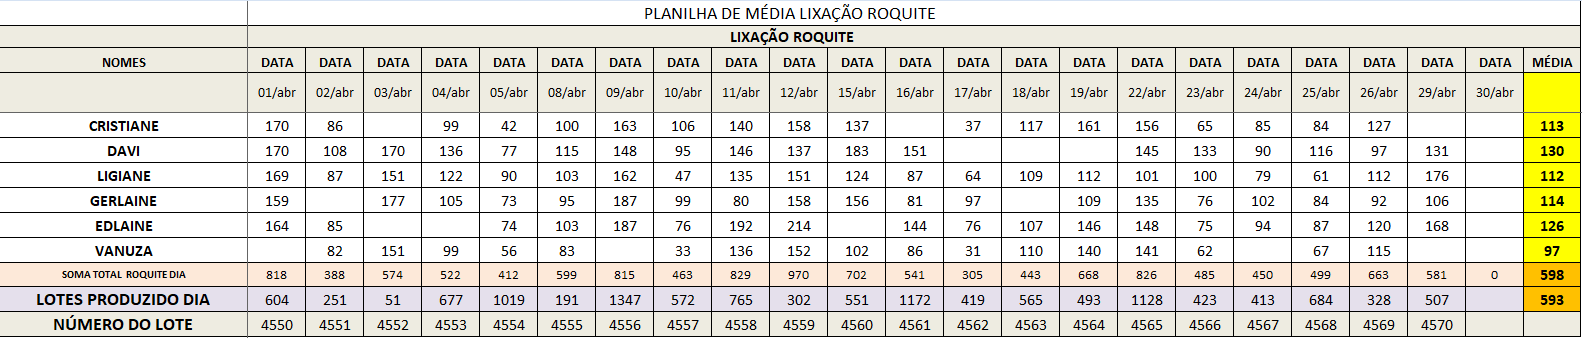 PLANILHA DE MÉDIA LIXAÇÃO ROQUITE
LIXAÇÃO ROQUITE
NOMES DATA DATA DATA DATA DATA DATA DATA DATA DATA DATA DATA DATA DATA DATA DATA DATA DATA DATA DATA DATA DATA DATA MÉDIA
01/abr 02/abr 03/abr 04/abr 05/abr 08/abr 09/abr 10/abr 11/abr 12/abr 15/abr 16/abr 17/abr 18/abr 19/abr 22/abr 23/abr 24/abr 25/abr 26/abr 29/abr 30/abr
CRISTIANE 170 86 99 42 100 163 106 140 158 137 37 117 161 156 65 85 84 127 113
DAVI 170 108 170 136 77 115 148 95 146 137 183 151 145 133 90 116 97 131 130
LIGIANE 169 87 151 122 90 103 162 47 135 151 124 87 64 109 112 101 100 79 61 112 176 112
GERLAINE 159 177 105 73 95 187 99 80 158 156 81 97 109 135 76 102 84 92 106 114
EDLAINE 164 85 74 103 187 76 192 214 144 76 107 146 148 75 94 87 120 168 126
VANUZA 82 151 99 56 83 33 136 152 102 86 31 110 140 141 62 67 115 97
SOMA TOTAL ROQUITE DIA 818 388 574 522 412 599 815 463 829 970 702 541 305 443 668 826 485 450 499 663 581 0 598
LOTES PRODUZIDO DIA 604 251 51 677 1019 191 1347 572 765 302 551 1172 419 565 493 1128 423 413 684 328 507 593
NÚMERO DO LOTE 4550 4551 4552 4553 4554 4555 4556 4557 4558 4559 4560 4561 4562 4563 4564 4565 4566 4567 4568 4569 4570